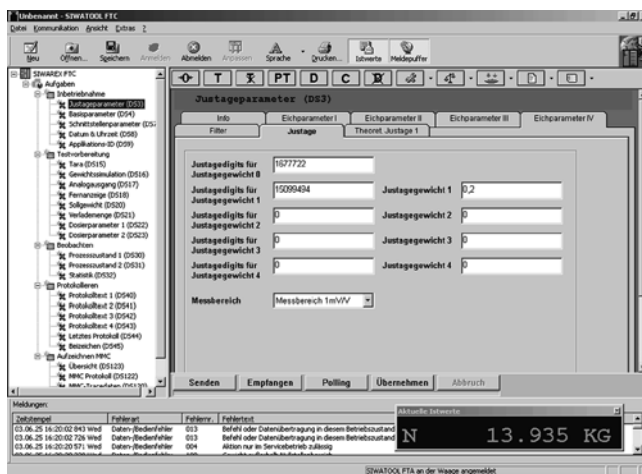 Unbenannt - SIWATOOL FTC
Datei Kommunikation Ansicht Extras ?
Neu Öffnen... Speichern Anmelden Abmelden Anpassen Sprache Drucken... Istwerte Meldepuffer
SIWAREX FTC
Aufgaben
Inbetriebnahme
Justageparameter (DS3)
Basisparameter (DS4)
Schnittstellenparameter (DS7
Datum & Uhrzeit (DS8)
Applikations-ID (DS9)
Testvorbereitung
Tara (DS15)
Gewichtssimulation (DS16)
Analogausgang (DS17)
Fernanzeige (DS18)
Sollgewicht (DS20)
Verlademenge (DS21)
Dosierparameter 1 (DS22)
Dosierparameter 2 (DS23)
Beobachten
Prozesszustand 1 (DS30)
Prozesszustand 2 (DS31)
Statistik (DS32)
Protokollieren
Protokolltext 1 (DS40)
Protokolltext 2 (DS41)
Protokolltext 3 (DS42)
Protokolltext 4 (DS43)
Letztes Protokoll (DS44)
Beizeichen (DS45)
Aufzeichnen MMC
Übersicht (DS123)
MMC Protokoll (DS122)
MMC-Tracedaten (DS120)
T PT D C
Justageparameter (DS3)
Info Eichparameter I Eichparameter II Eichparameter III Eichparameter IV
Filter Justage Theoret. Justage 1
Justagedigits für
Justagegewicht 0
1677722
Justagedigits für
Justagegewicht 1
15099494
Justagegewicht 1 0,2
Justagedigits für
Justagegewicht 2
0
Justagegewicht 2 0
Justagedigits für
Justagegewicht 3
0
Justagegewicht 3 0
Justagedigits für
Justagegewicht 4
0
Justagegewicht 4 0
Messbereich Messbereich 1mV/V
Senden Empfangen Polling Übernehmen Abbruch
Meldungen:
Zeitstempel Fehlerart Fehlernr. Fehlertext
03.06.25 16:20:02 843 Wed Daten-/Bedienfehler 013 Befehl oder Datenübertragung in diesem Betriebszustand
03.06.25 16:20:02 726 Wed Daten-/Bedienfehler 013 Befehl oder Datenübertragung in diesem Betriebszustand
03.06.25 16:20:20 571 Wed Daten-/Bedienfehler 004 Aktion nur im Servicebetrieb zulässig
Aktuelle Istwerte
N 13.935 KG
SIWATOOL FTA an der Waage angemeldet